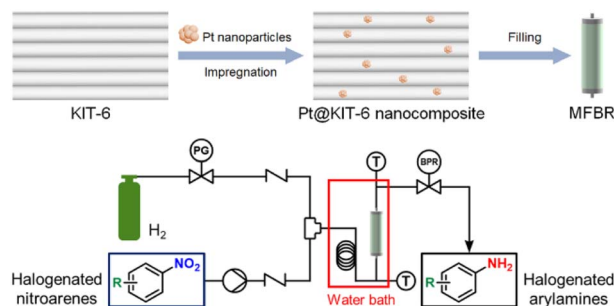 Pt nanoparticles
Impregnation
Filling
KIT-6
Pt@KIT-6 nanocomposite
MFBR
PG
H2
T
BPR
R
NO2
Halogenated
nitroarenes
T
Water bath
R
NH2
Halogenated
arylamines